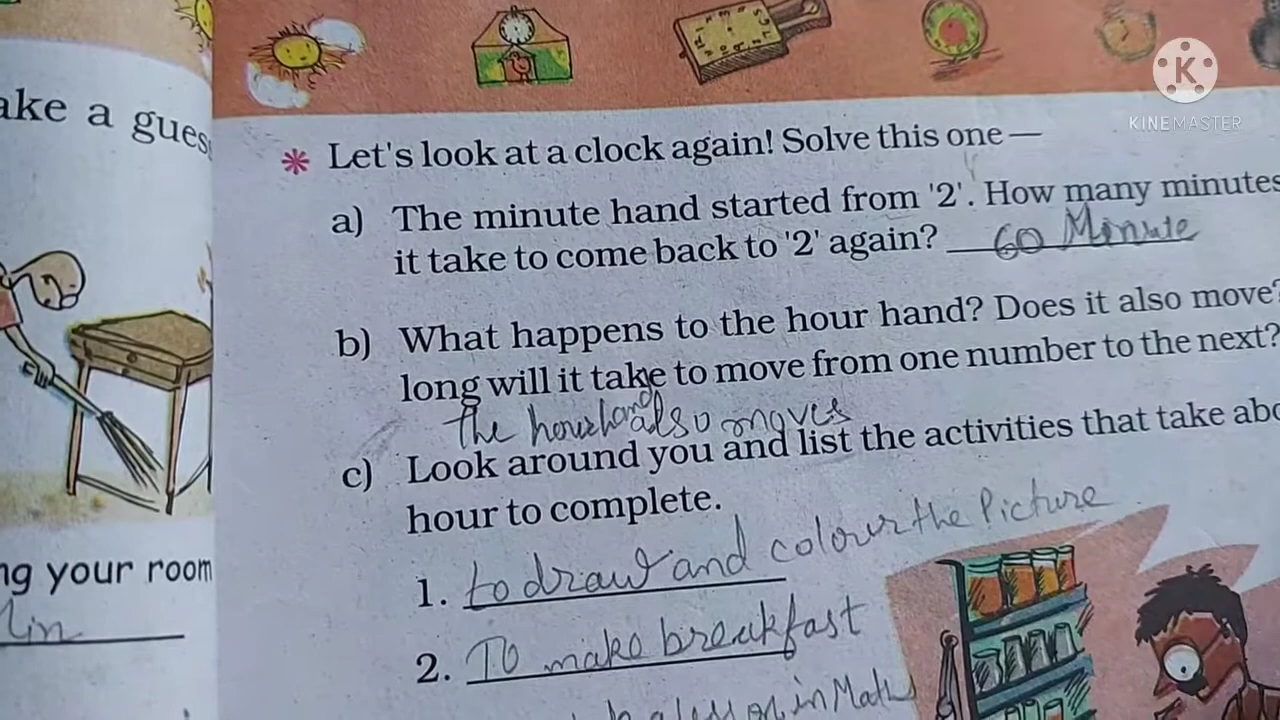 ake a gues
KINEMASTER
Let's look at a clock again! Solve this one—
a) The minute hand started from '2'. How many minutes
it take to come back to '2' again? 60 Minute
b) What happens to the hour hand? Does it also move?
long will it take to move from one number to the next?
the hour hand also moves
c) Look around you and list the activities that take abo
hour to complete.
1. to draw and colour the Picture
2. To make breakfast
in Math
ng your room
Min